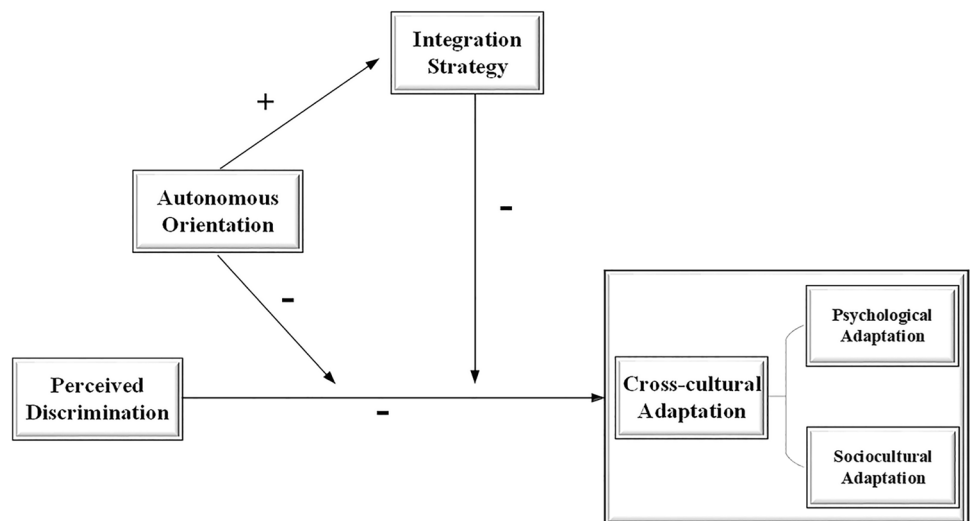 Integration
Strategy
+
Autonomous
Orientation
-
-
Psychological
Adaptation
Perceived
Discrimination
-
Cross-cultural
Adaptation
Sociocultural
Adaptation